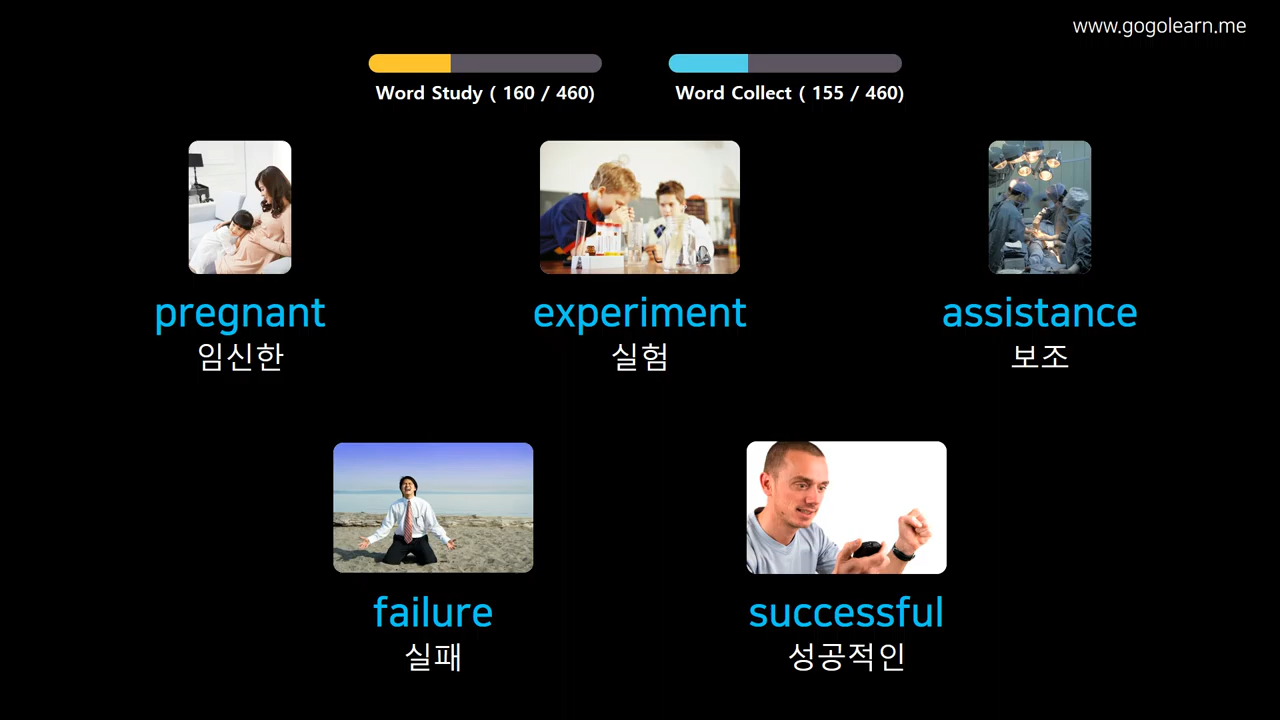 www.gogolearn.me
Word Study ( 160 / 460)
Word Collect ( 155 / 460)
pregnant
임신한
experiment
실험
assistance
보조
failure
실패
successful
성공적인